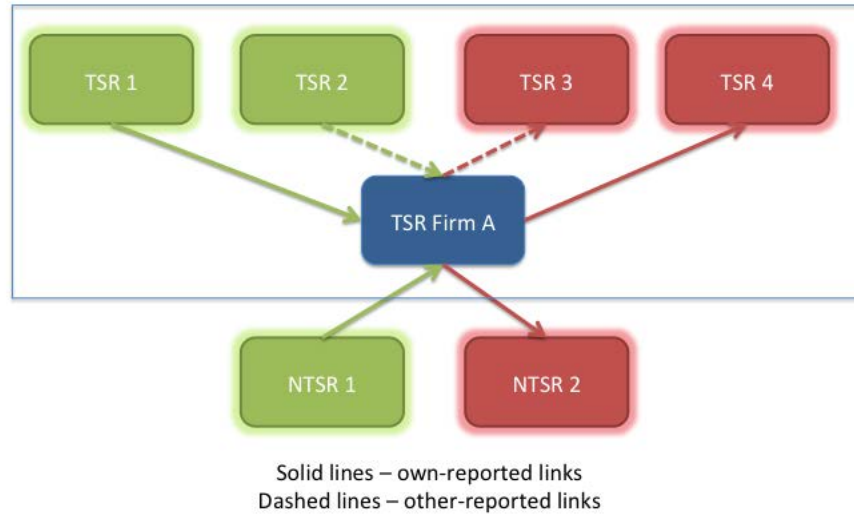 TSR 1
TSR 2
TSR 3
TSR 4
TSR Firm A
NTSR 1
NTSR 2
Solid lines – own-reported links
Dashed lines – other-reported links